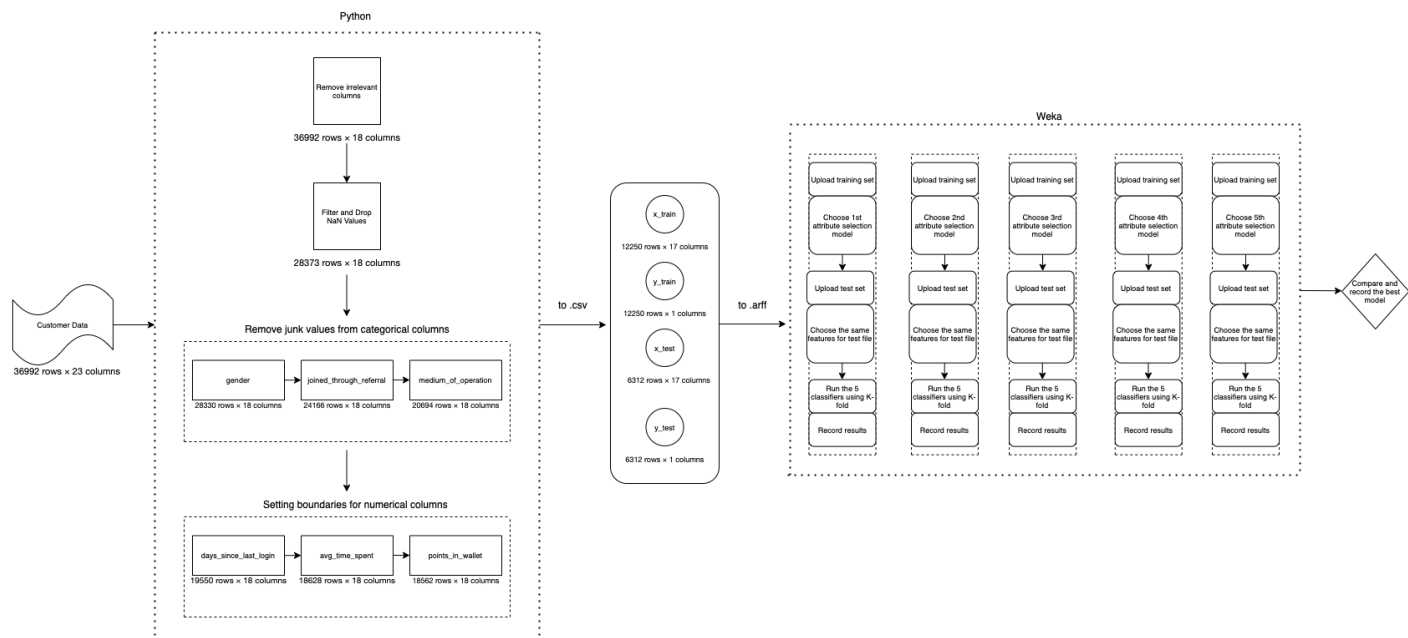 Python
Remove irrelevant
columns
36992 rows × 18 columns
Filter and Drop
NaN Values
28373 rows × 18 columns
Customer Data
36992 rows × 23 columns
Remove junk values from categorical columns
gender
joined_through_referral
medium_of_operation
28330 rows × 18 columns
24166 rows × 18 columns
20694 rows × 18 columns
Setting boundaries for numerical columns
days_since_last_login
avg_time_spent
points_in_wallet
19550 rows × 18 columns
18628 rows × 18 columns
18562 rows × 18 columns
to .csv
x_train
12250 rows × 17 columns
y_train
12250 rows × 1 columns
x_test
6312 rows × 17 columns
y_test
6312 rows × 1 columns
to .arff
Weka
Upload training set
Choose 1st
attribute selection
model
Upload test set
Choose the same
features for test file
Run the 5
classifiers using K-
fold
Record results
Upload training set
Choose 2nd
attribute selection
model
Upload test set
Choose the same
features for test file
Run the 5
classifiers using K-
fold
Record results
Upload training set
Choose 3rd
attribute selection
model
Upload test set
Choose the same
features for test file
Run the 5
classifiers using K-
fold
Record results
Upload training set
Choose 4th
attribute selection
model
Upload test set
Choose the same
features for test file
Run the 5
classifiers using K-
fold
Record results
Upload training set
Choose 5th
attribute selection
model
Upload test set
Choose the same
features for test file
Run the 5
classifiers using K-
fold
Record results
Compare and
record the best
model